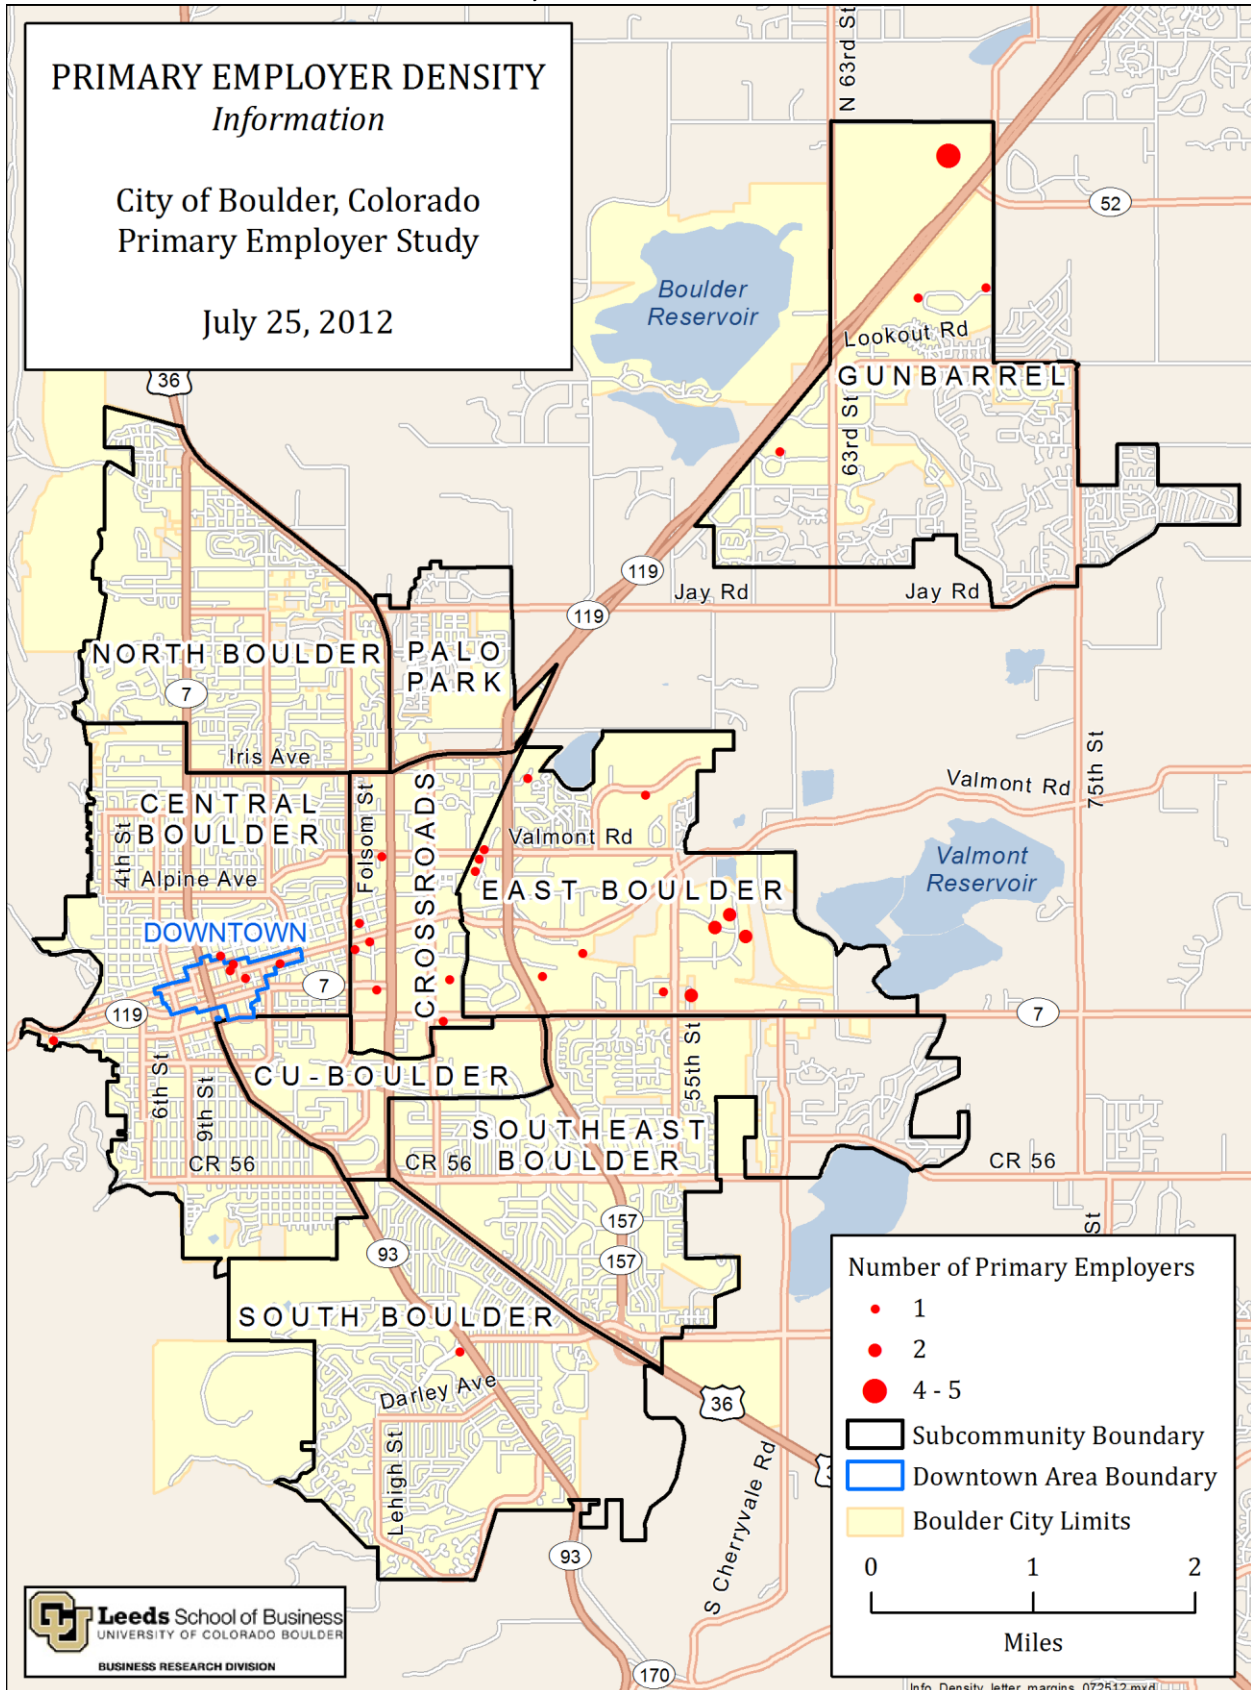 PRIMARY EMPLOYER DENSITY
Information
City of Boulder, Colorado
Primary Employer Study
July 25, 2012
N 63rd St
52
Boulder
Reservoir
Lookout Rd
36
GUNBARREL
63rd St
119
Jay Rd
Jay Rd
119
NORTH BOULDER
PALO
PARK
7
Iris Ave
75th St
Valmont Rd
CENTRAL
BOULDER
Folsom St
CROSSROADS
4th St
Valmont Rd
Alpine Ave
Valmont
Reservoir
EAST BOULDER
DOWNTOWN
7
119
7
6th St
9th St
CU-BOULDER
55th St
SOUTHEAST
BOULDER
CR 56
CR 56
CR 56
157
St
93
157
SOUTH BOULDER
Darley Ave
36
Lehigh St
S Cherryvale Rd
93
170
Number of Primary Employers
1
2
4 - 5
Subcommunity Boundary
Downtown Area Boundary
Boulder City Limits
0 1 2
Miles
CU
Leeds School of Business
UNIVERSITY OF COLORADO BOULDER
BUSINESS RESEARCH DIVISION
Info_Density_letter_margins_072512.mxd